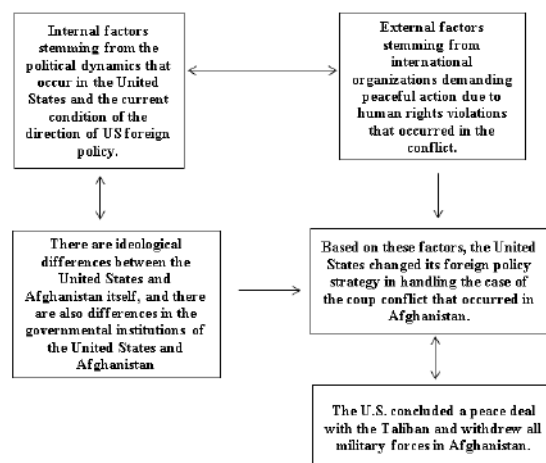 Internal factors
stemming from the
political dynamics that
occur in the United
States and the current
condition of the
direction of US foreign
policy.
External factors
stemming from
international
organizations demanding
peaceful action due to
human rights violations
that occurred in the
conflict.
There are ideological
differences between the
United States and
Afghanistan itself, and there
are also differences in the
governmental institutions of
the United States and
Afghanistan
Based on these factors, the United
States changed its foreign policy
strategy in handling the case of
the coup conflict that occurred in
Afghanistan.
The U.S. concluded a peace deal
with the Taliban and withdrew all
military forces in Afghanistan.